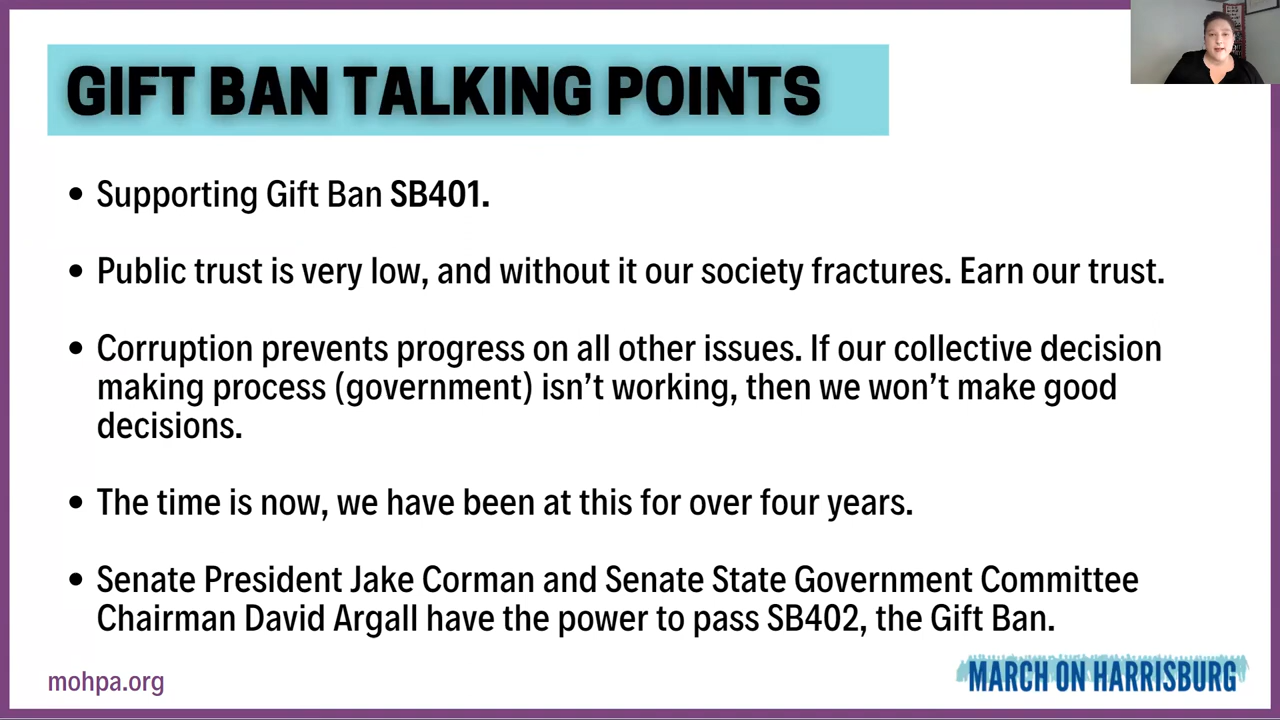 GIFT BAN TALKING POINTS
• Supporting Gift Ban SB401.
• Public trust is very low, and without it our society fractures. Earn our trust.
• Corruption prevents progress on all other issues. If our collective decision
making process (government) isn't working, then we won't make good
decisions.
• The time is now, we have been at this for over four years.
• Senate President Jake Corman and Senate State Government Committee
Chairman David Argall have the power to pass SB402, the Gift Ban.
mohpa.org
MARCH ON HARRISBURG